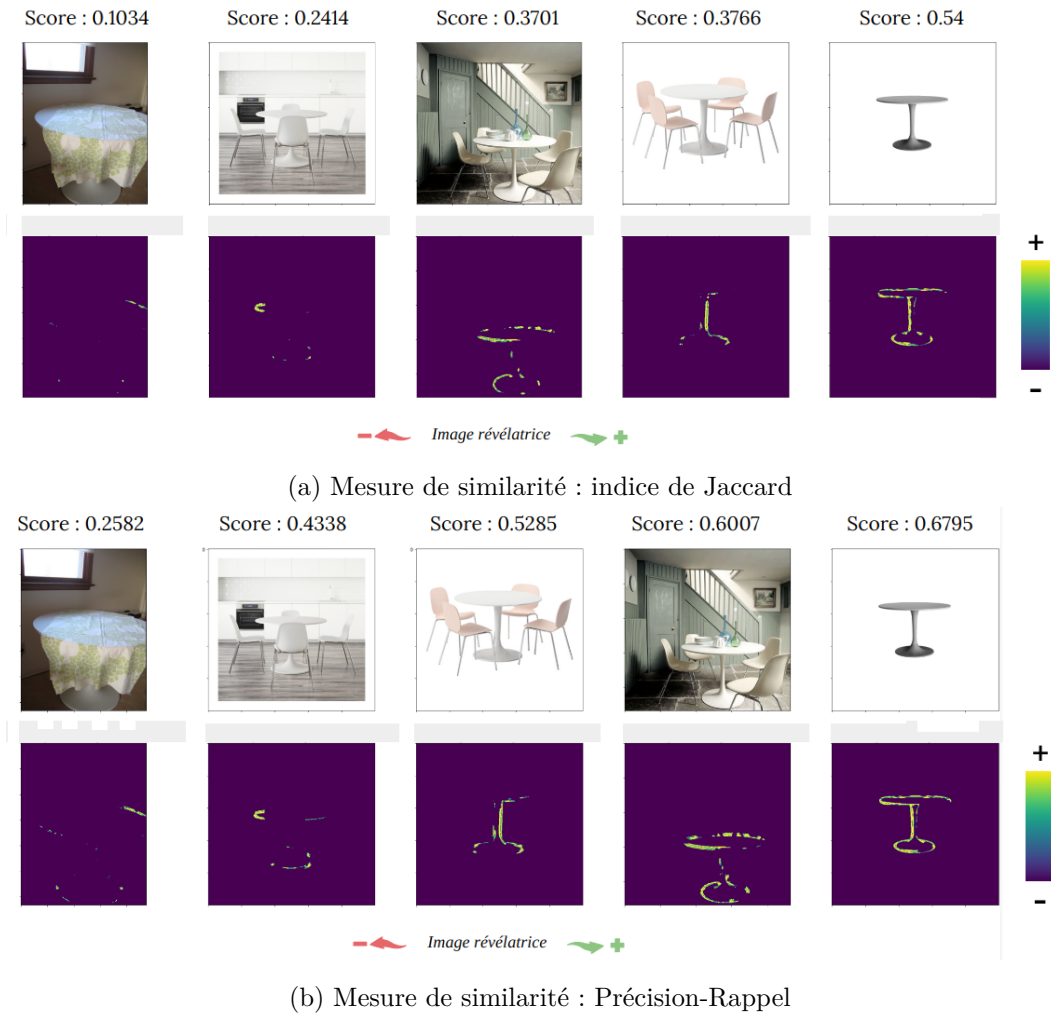 Score : 0.1034 Score : 0.2414 Score : 0.3701 Score : 0.3766 Score : 0.54
+
-
Image révélatrice
(a) Mesure de similarité : indice de Jaccard
Score : 0.2582 Score : 0.4338 Score : 0.5285 Score : 0.6007 Score : 0.6795
+
-
Image révélatrice
(b) Mesure de similarité : Précision-Rappel